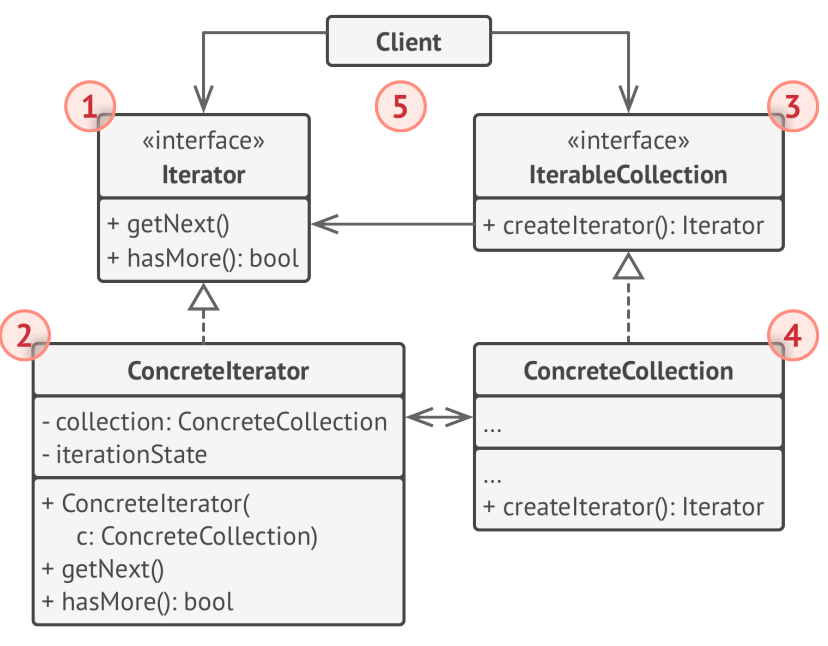 Client
1
5
3
«interface»
Iterator
+ getNext()
+ hasMore(): bool
«interface»
IterableCollection
+ createIterator(): Iterator
2
ConcreteIterator
- collection: ConcreteCollection
- iterationState
+ ConcreteIterator(
c: ConcreteCollection)
+ getNext()
+ hasMore(): bool
4
ConcreteCollection
...
...
+ createIterator(): Iterator